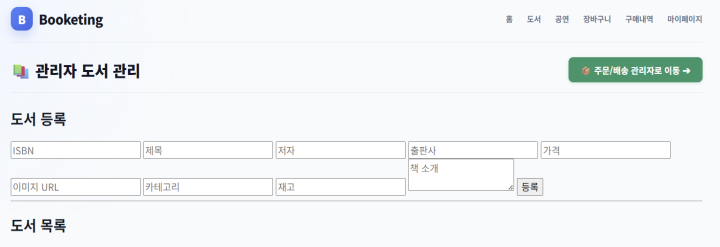 B Booketing 홈 도서 공연 장바구니 구매내역 마이페이지
관리자 도서 관리 주문/배송 관리자로 이동 →
도서 등록
ISBN 제목 저자 출판사 가격
이미지 URL 카테고리 재고 책 소개 등록
도서 목록